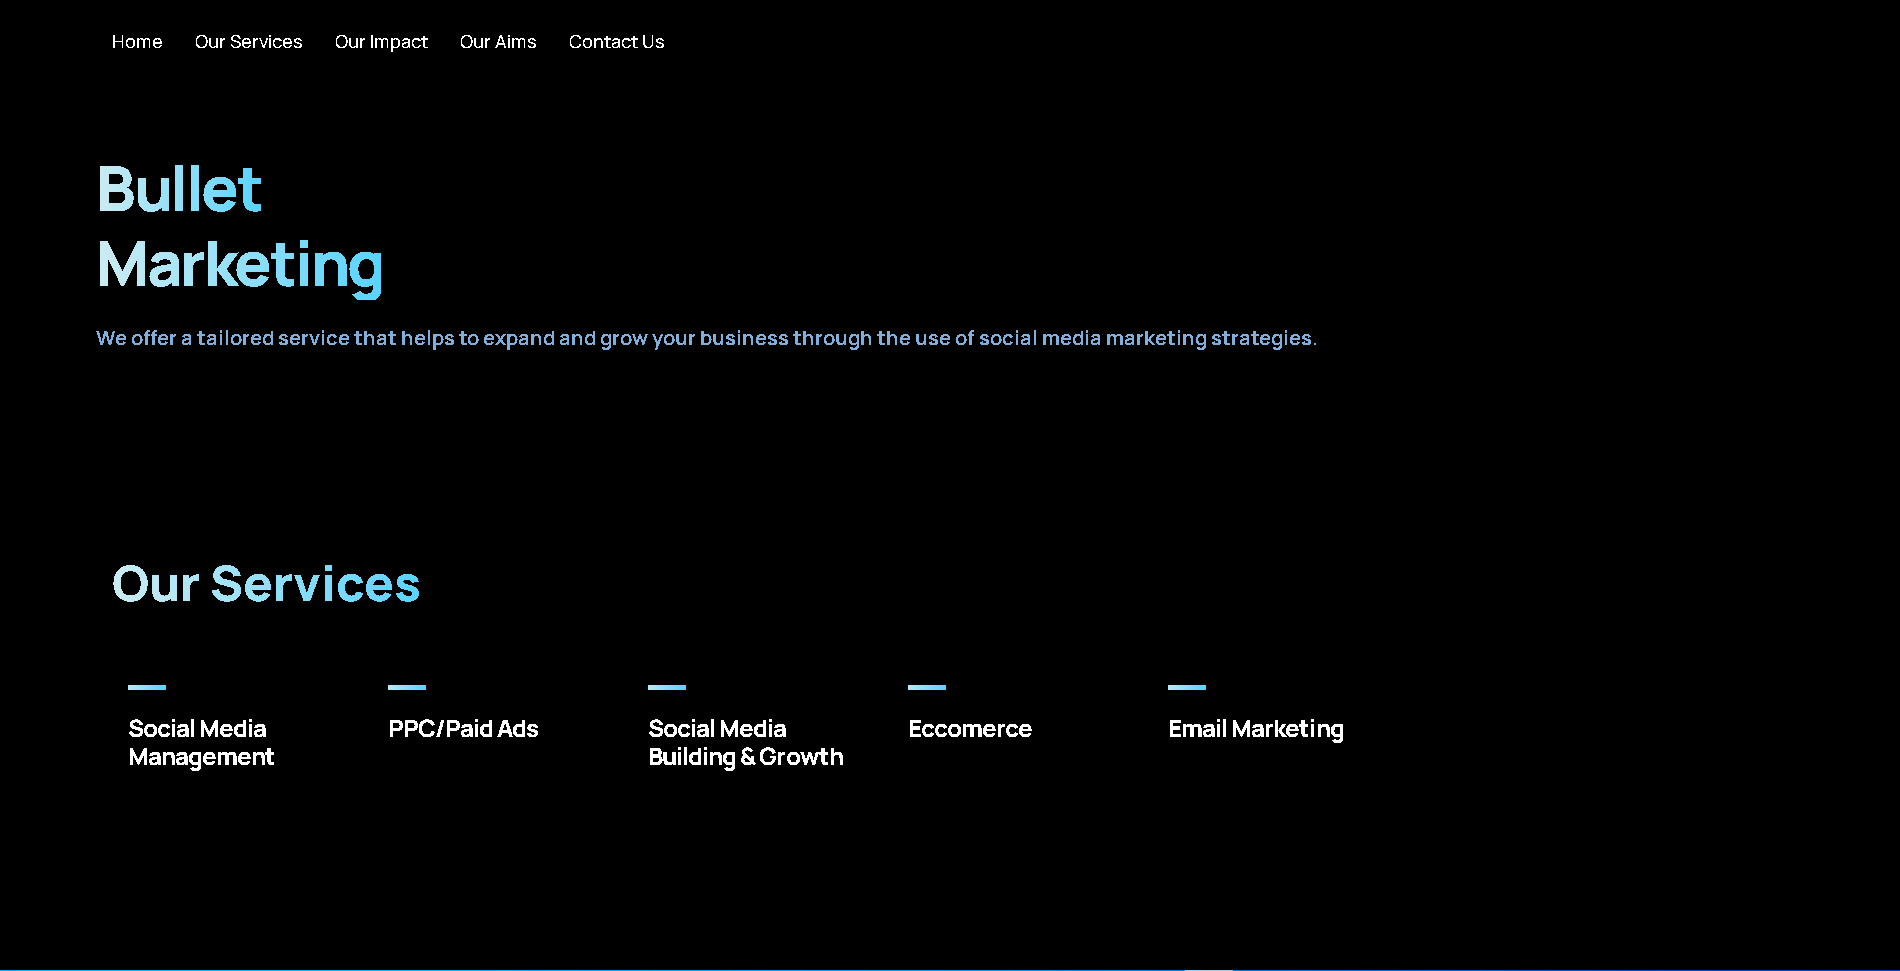 Home Our Services Our Impact Our Aims Contact Us
Bullet
Marketing
We offer a tailored service that helps to expand and grow your business through the use of social media marketing strategies.
Our Services
Social Media
Management
PPC/Paid Ads
Social Media
Building & Growth
Eccomerce
Email Marketing